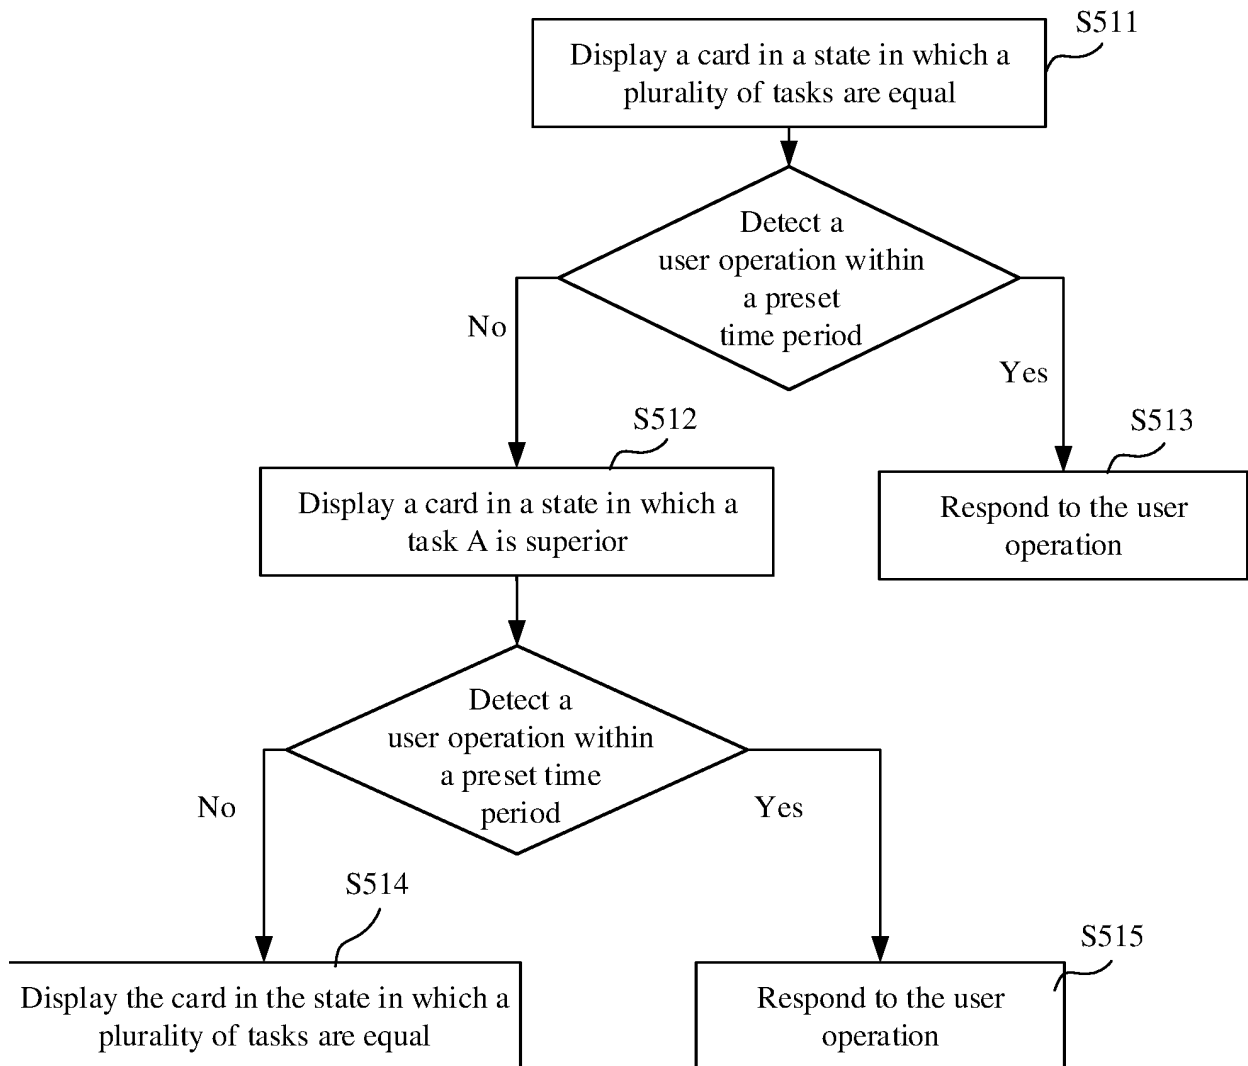 S511
Display a card in a state in which a
plurality of tasks are equal
Detect a
user operation within
a preset
time period
No
Yes
S512
S513
Display a card in a state in which a
task A is superior
Respond to the user
operation
Detect a
user operation within
a preset time
period
No
Yes
S514
S515
Display the card in the state in which a
plurality of tasks are equal
Respond to the user
operation